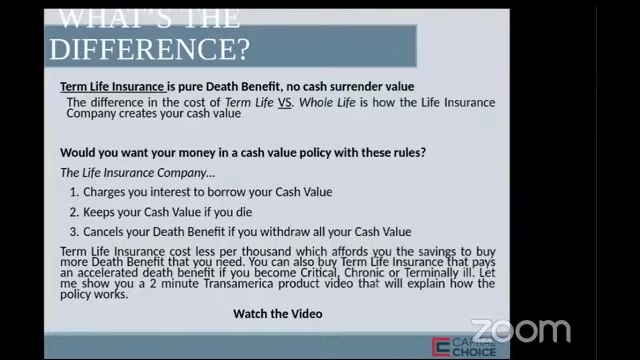 WHAT'S THE
DIFFERENCE?
Term Life Insurance is pure Death Benefit, no cash surrender value
The difference in the cost of Term Life VS. Whole Life is how the Life Insurance
Company creates your cash value
Would you want your money in a cash value policy with these rules?
The Life Insurance Company...
1. Charges you interest to borrow your Cash Value
2. Keeps your Cash Value if you die
3. Cancels your Death Benefit if you withdraw all your Cash Value
Term Life Insurance cost less per thousand which affords you the savings to buy
more Death Benefit that you need. You can also buy Term Life Insurance that pays
an accelerated death benefit if you become Critical, Chronic or Terminally ill. Let
me show you a 2 minute Transamerica product video that will explain how the
policy works.
Watch the Video
CAPITAL
CHOICE
zoom